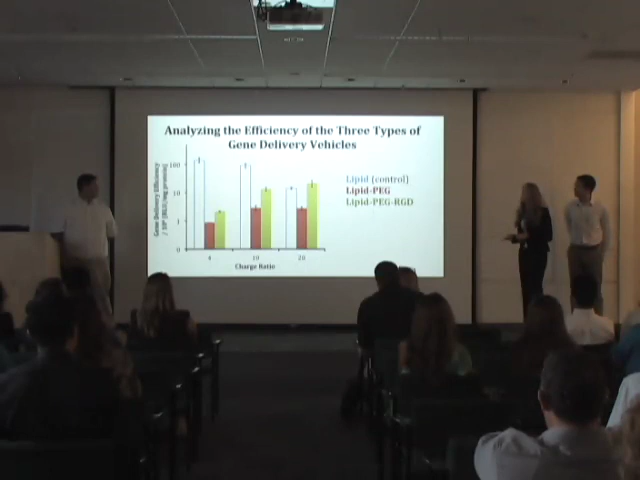 Analyzing the Efficiency of the Three Types of
Gene Delivery Vehicles
Gene Delivery Efficiency
100
10
1
0
4
10
20
Charge Ratio
Lipid (control)
Lipid-PEG
Lipid-PEG-RGD